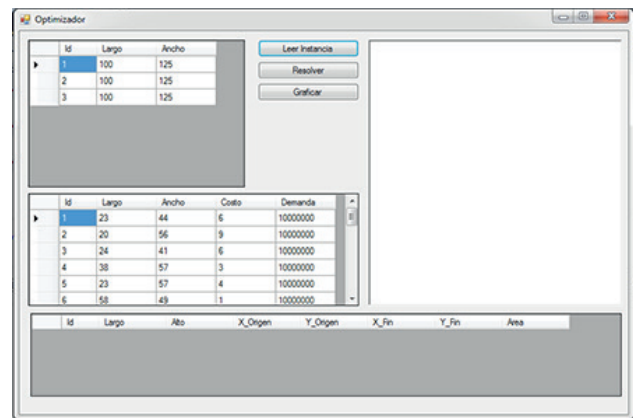 Optimizador
Id Largo Ancho
1 100 125
2 100 125
3 100 125
Leer Instancia
Resolver
Graficar
Id Largo Ancho Costo Demanda
1 23 44 6 10000000
2 20 56 9 10000000
3 24 41 6 10000000
4 38 57 3 10000000
5 23 57 4 10000000
6 58 49 1 10000000
Id Largo Alto X_Origen Y_Origen X_Fin Y_Fin Area